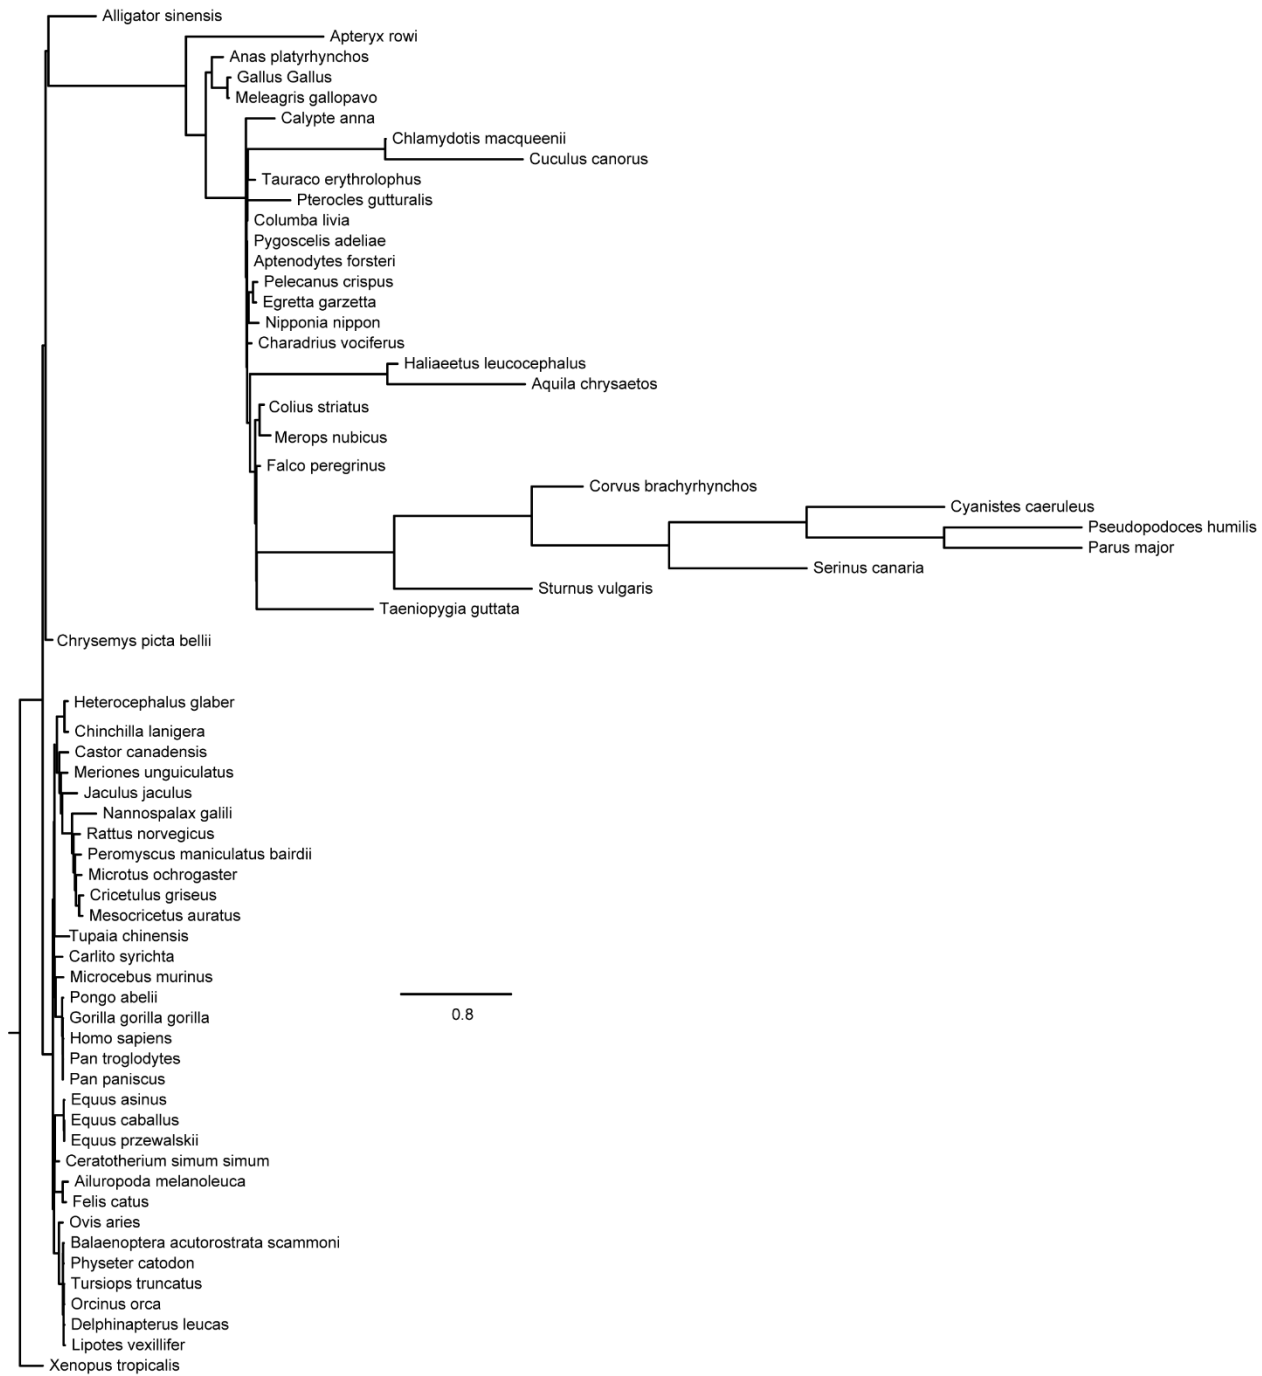 Alligator sinensis
Apteryx rowi
Anas platyrhynchos
Gallus Gallus
Meleagris gallopavo
Calypte anna
Chlamydotis macqueenii
Cuculus canorus
Tauraco erythrolophus
Pterocles gutturalis
Columba livia
Pygoscelis adeliae
Aptenodytes forsteri
Pelecanus crispus
Egretta garzetta
Nipponia nippon
Charadrius vociferus
Haliaeetus leucocephalus
Aquila chrysaetos
Colius striatus
Merops nubicus
Falco peregrinus
Corvus brachyrhynchos
Cyanistes caeruleus
Pseudopodoces humilis
Parus major
Serinus canaria
Sturnus vulgaris
Taeniopygia guttata
Chrysemys picta bellii
Heterocephalus glaber
Chinchilla lanigera
Castor canadensis
Meriones unguiculatus
Jaculus jaculus
Nannospalax galili
Rattus norvegicus
Peromyscus maniculatus bairdii
Microtus ochrogaster
Cricetulus griseus
Mesocricetus auratus
Tupaia chinensis
Carlito syrichta
Microcebus murinus
Pongo abelii
Gorilla gorilla gorilla
0.8
Homo sapiens
Pan troglodytes
Pan paniscus
Equus asinus
Equus caballus
Equus przewalskii
Ceratotherium simum simum
Ailuropoda melanoleuca
Felis catus
Ovis aries
Balaenoptera acutorostrata scammoni
Physeter catodon
Tursiops truncatus
Orcinus orca
Delphinapterus leucas
Lipotes vexillifer
Xenopus tropicalis